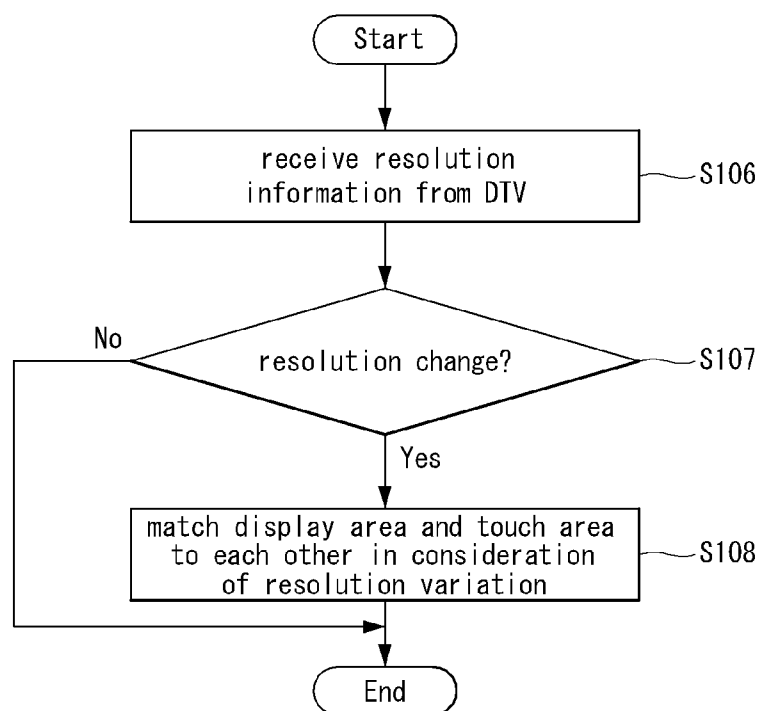 Start
receive resolution
information from DTV
S106
No
resolution change?
S107
Yes
match display area and touch area
to each other in consideration
of resolution variation
S108
End